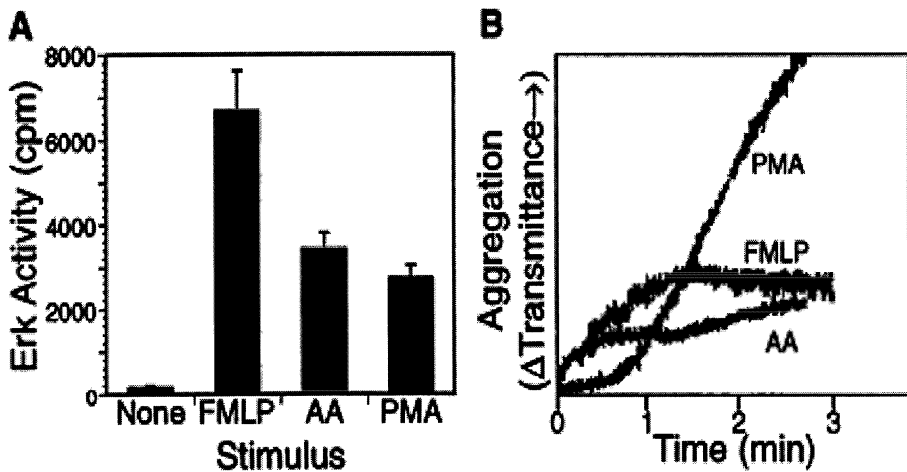 A
Erk Activity (cpm)
8000
6000
4000
2000
0
None FMLP AA PMA
Stimulus
B
Aggregation
(ΔTransmittance→)
PMA
FMLP
AA
0 1 2 3
Time (min)